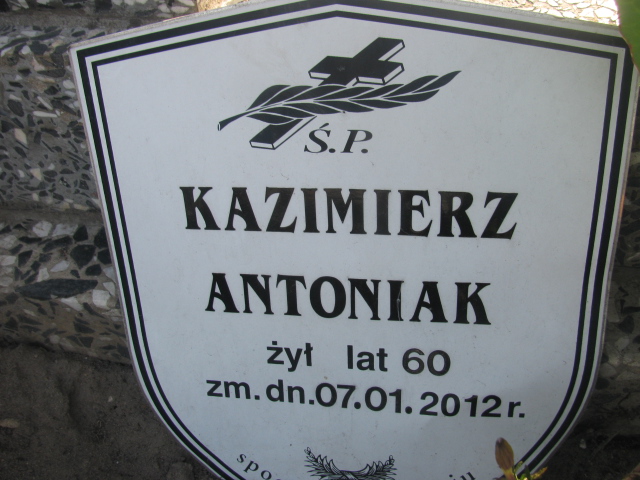 Ś.P.
KAZIMIERZ
ANTONIAK
żył lat 60
zm. dn. 07.01.2012 r.